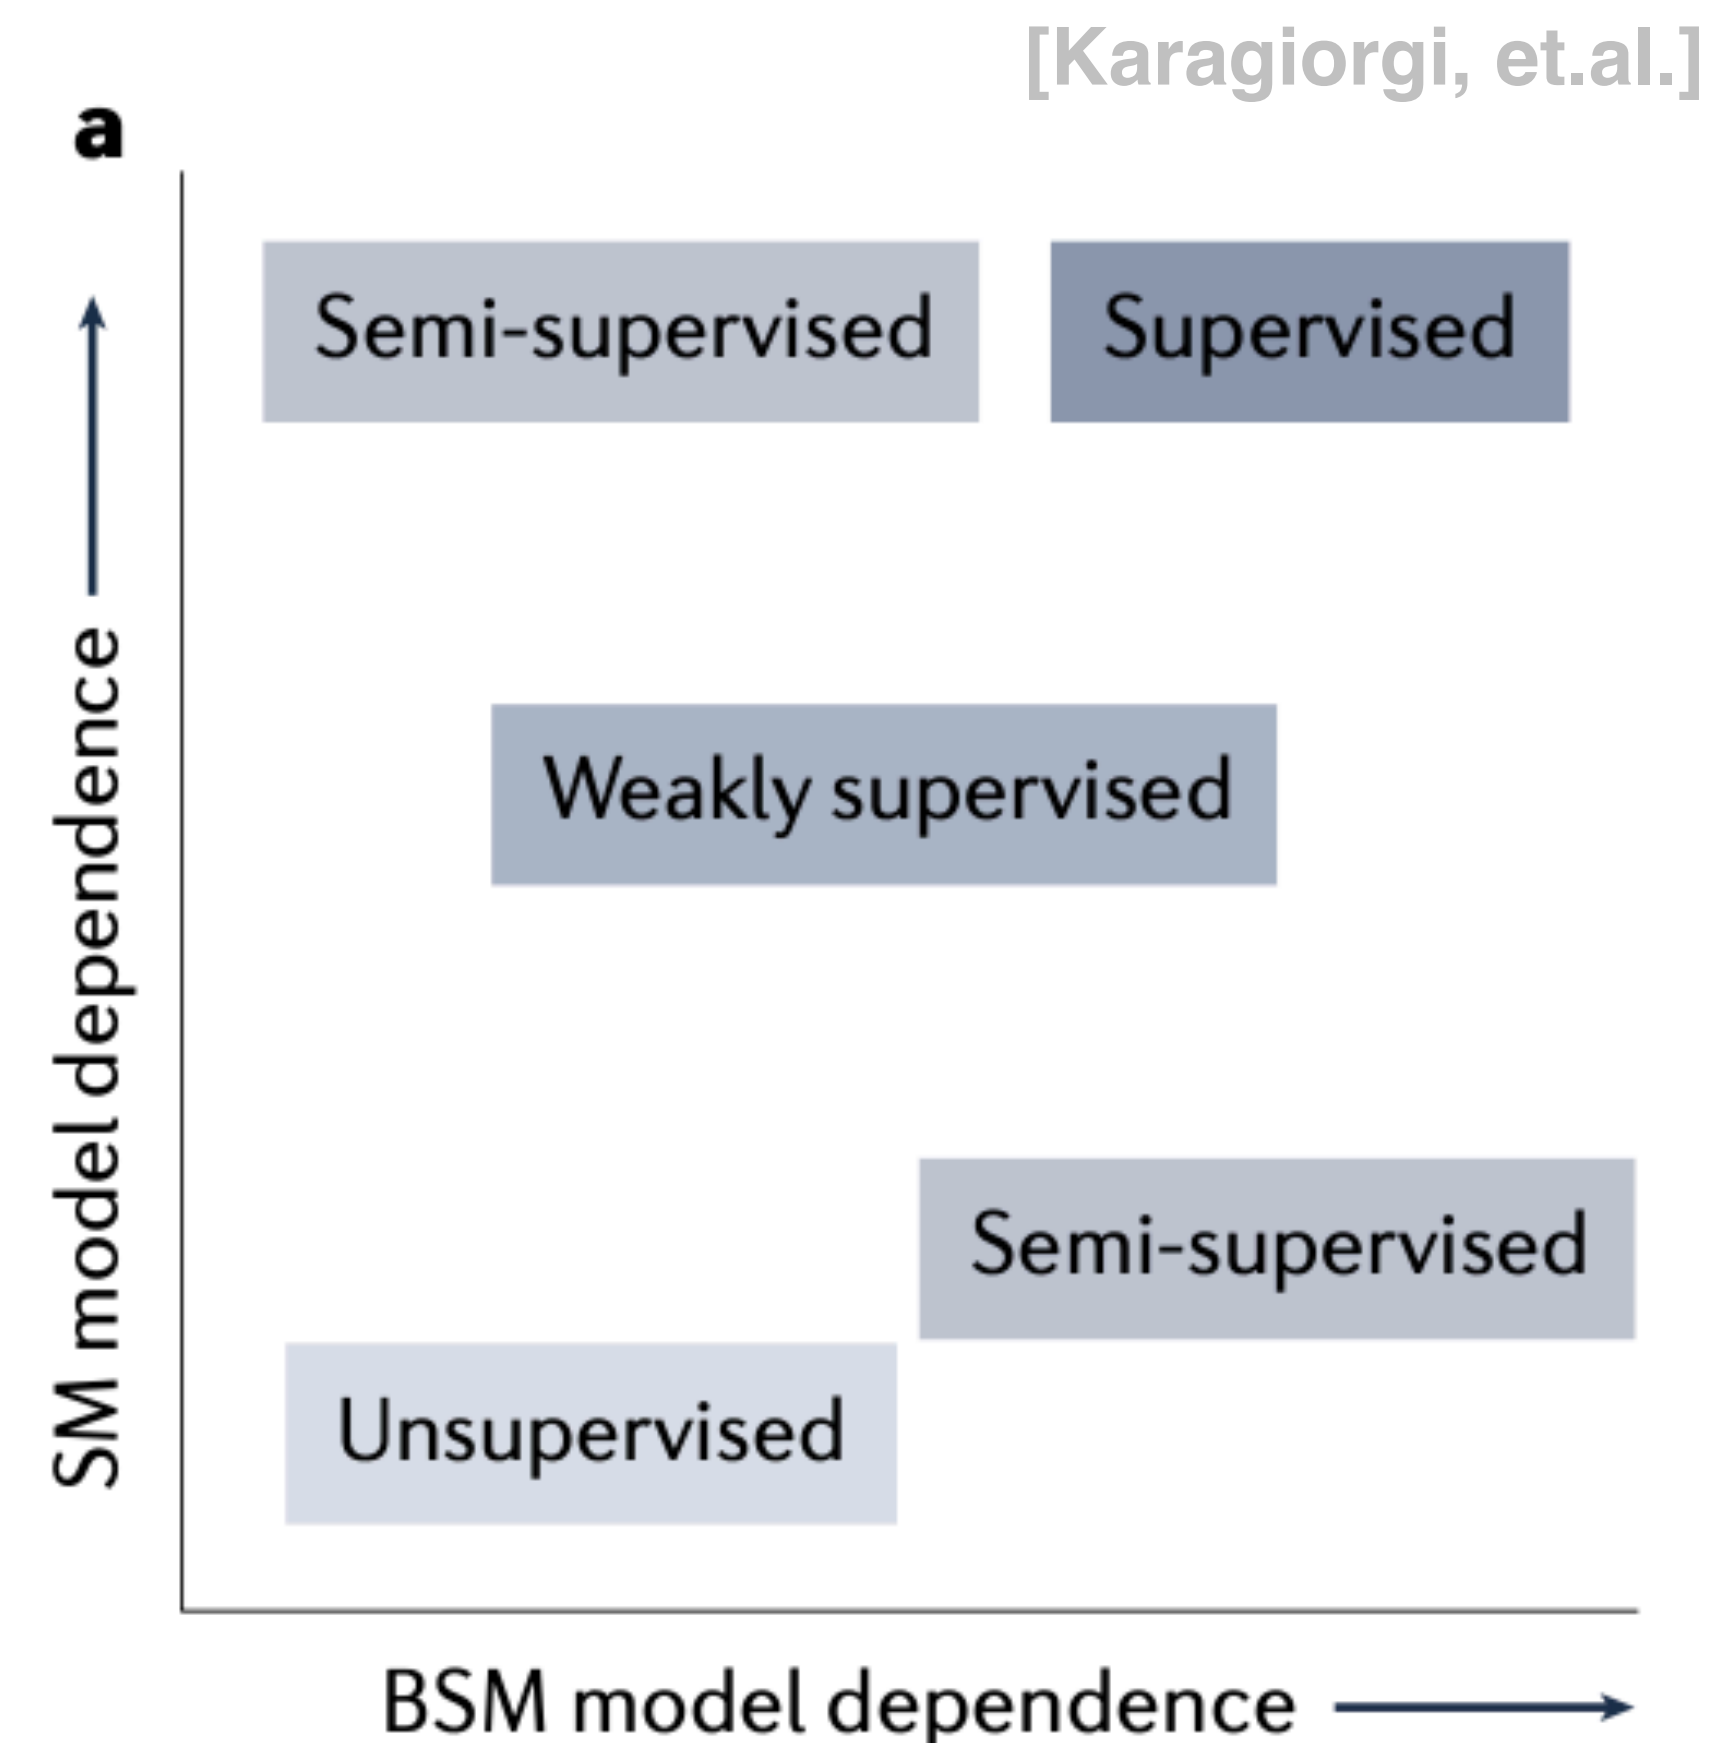 [Karagiorgi, et.al.]
a
Semi-supervised
Supervised
Weakly supervised
Semi-supervised
Unsupervised
SM model dependence
BSM model dependence